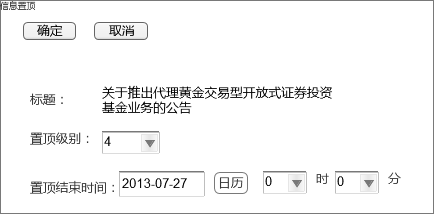 信息置顶
确定 取消
标题： 关于推出代理黄金交易型开放式证券投资
基金业务的公告
置顶级别： 4
置顶结束时间： 2013-07-27 日历 0 时 0 分